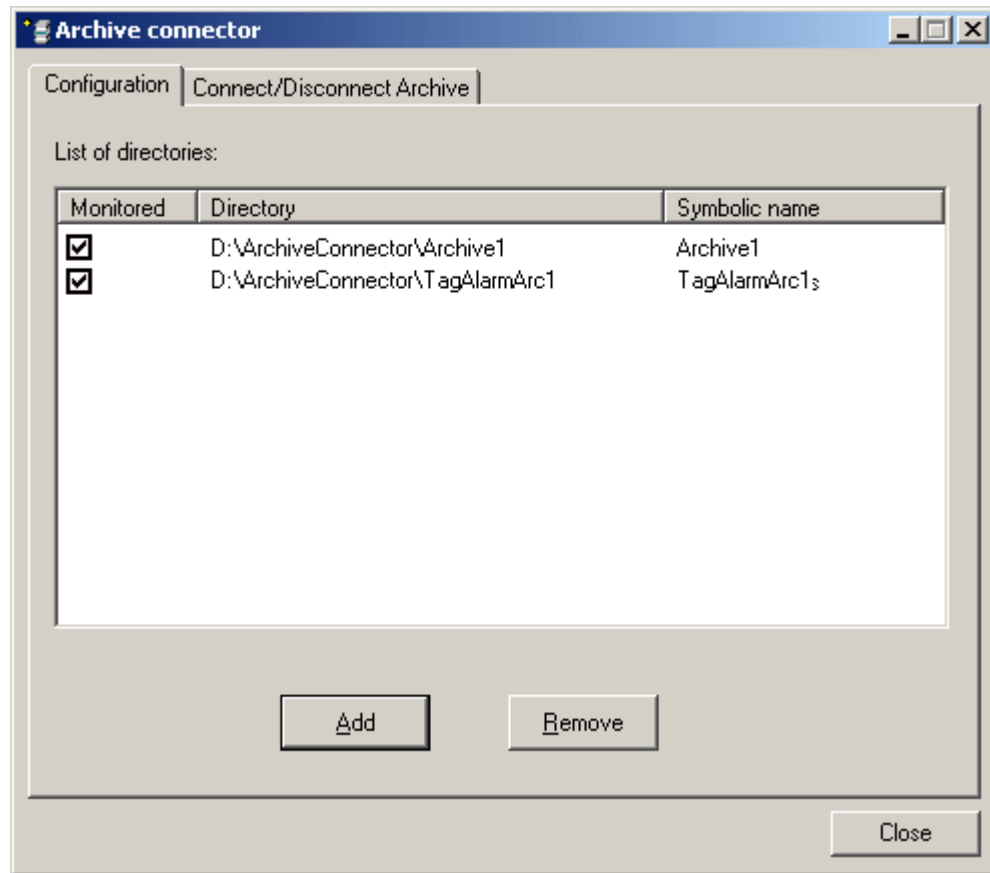 Archive connector
Configuration Connect/Disconnect Archive
List of directories:
Monitored Directory Symbolic name
D:\ArchiveConnector\Archive1 Archive1
D:\ArchiveConnector\TagAlarmArc1 TagAlarmArc1s
Add Remove
Close